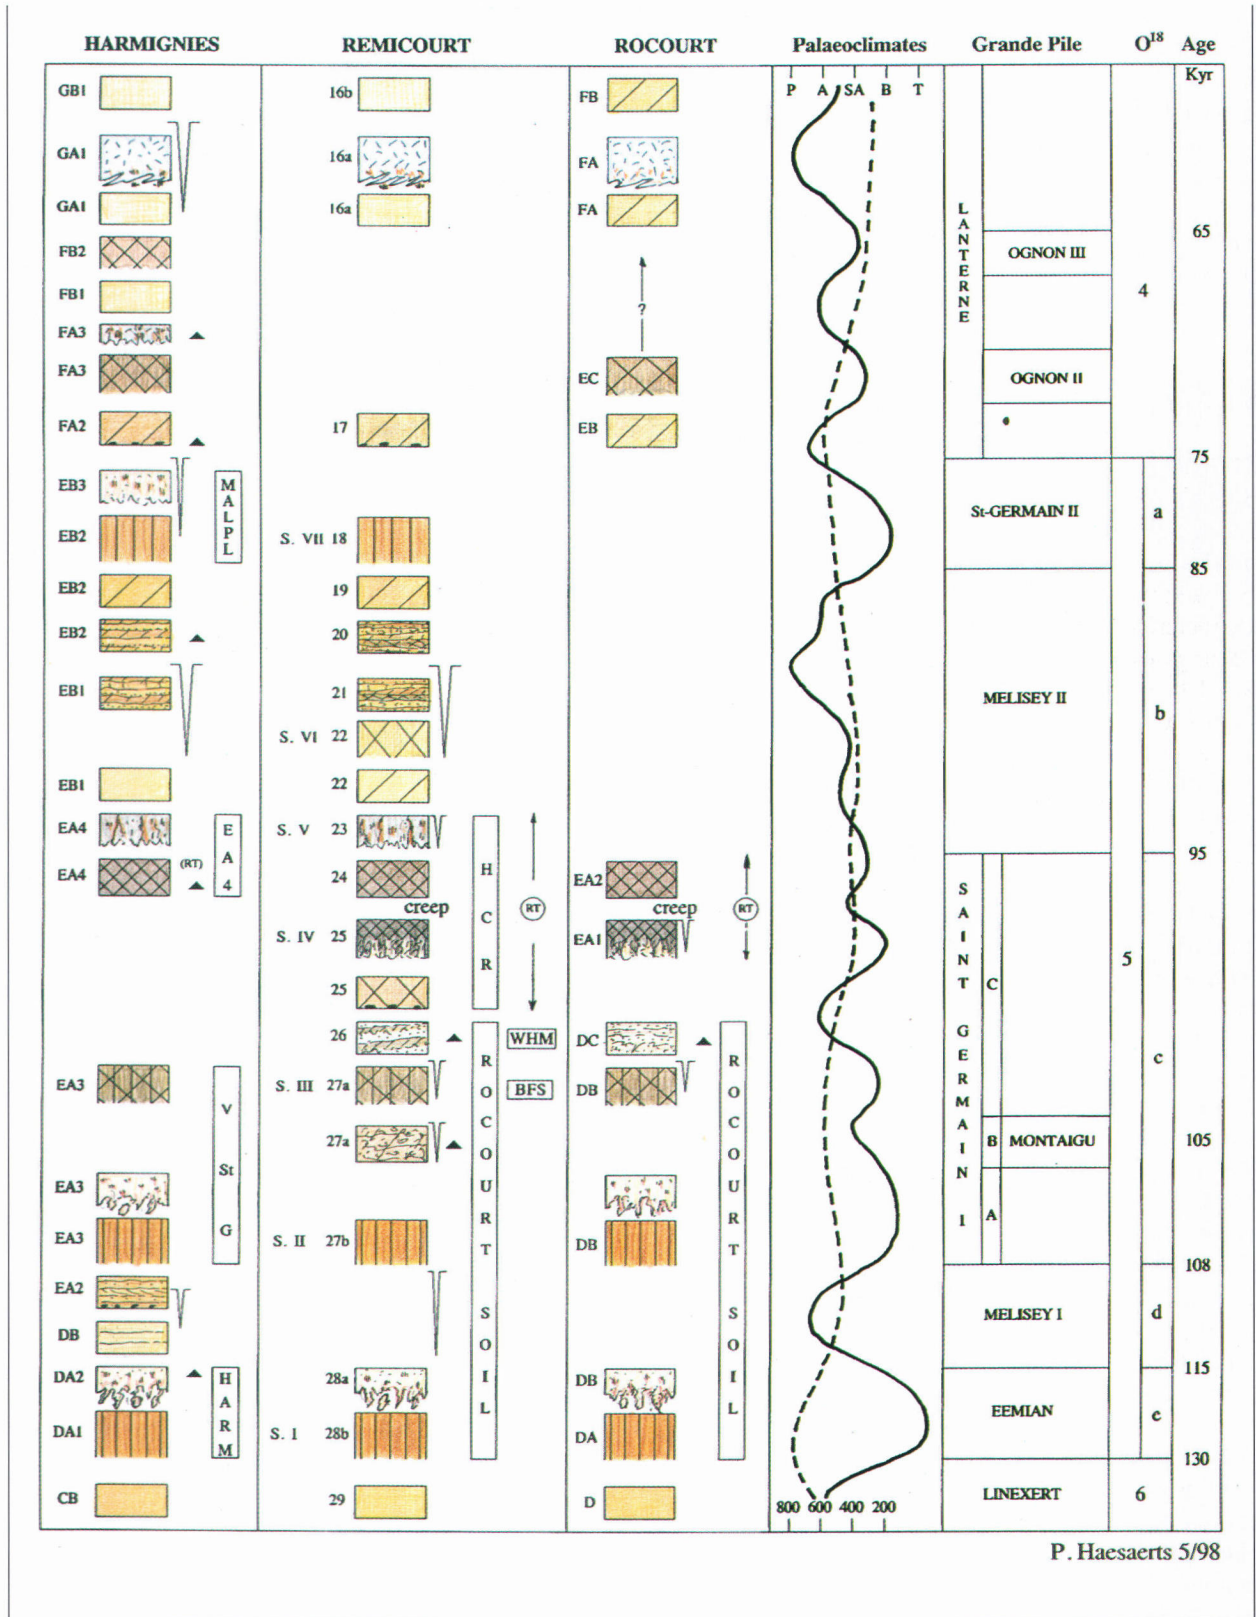 HARMIGNIES REMICOURT ROCOURT Palaeoclimates Grande Pile O18 Age
Kyr
P A SA B T
GB1 16b FB
GA1 16a FA
GA1 16a FA
LANTERNE
65
FB2
OGNON III
FB1
4
?
FA3
FA3 EC
OGNON II
FA2 17 EB
75
EB3
MALPL
St-GERMAIN II a
EB2 S. VII 18
85
EB2 19
EB2 20
EB1 21
MELISEY II b
S. VI 22
EB1 22
EA4 EA4 S. V 23
HCR
95
EA4 (RT) 24 EA2
creep RT creep RT
S. IV 25 EA1
SAINT GERMAIN I
5
25
C
26 WHM DC
c
EA3 S. III 27a BFS DB
V St G
ROCOURT SOIL
ROCOURT SOIL
27a
B MONTAIGU 105
EA3
A
EA3 S. II 27b DB
108
EA2
MELISEY I d
DB
115
DA2 28a DB
HARM
EEMIAN e
DA1 S. I 28b DA
130
CB 29 D
LINEXERT 6
800 600 400 200
P. Haesaerts 5/98